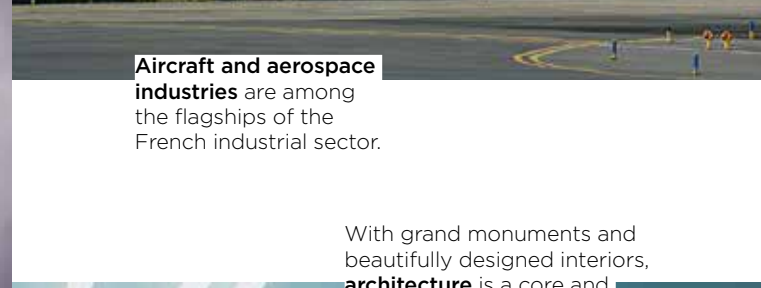 Aircraft and aerospace
industries are among
the flagships of the
French industrial sector.
With grand monuments and
beautifully designed interiors,
architecture is a core and